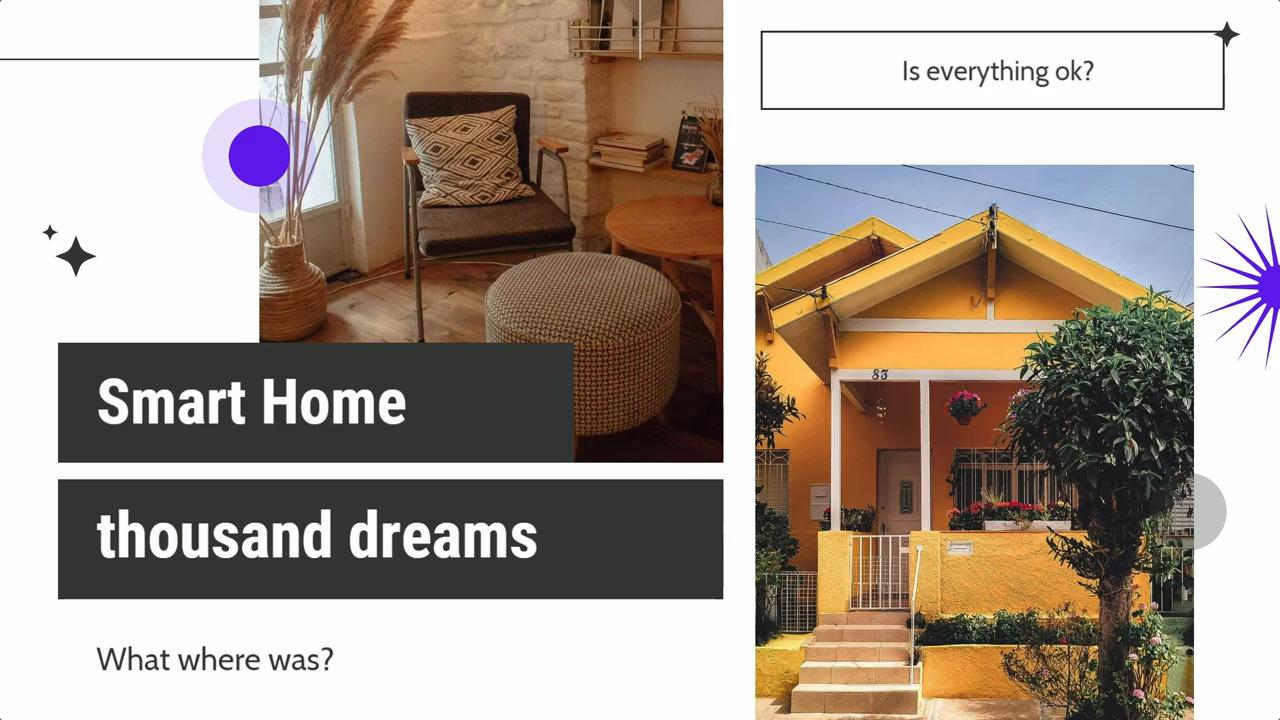 Smart Home
thousand dreams
What where was?
Is everything ok?
83